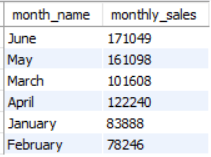 month_name monthly_sales
June 171049
May 161098
March 101608
April 122240
January 83888
February 78246